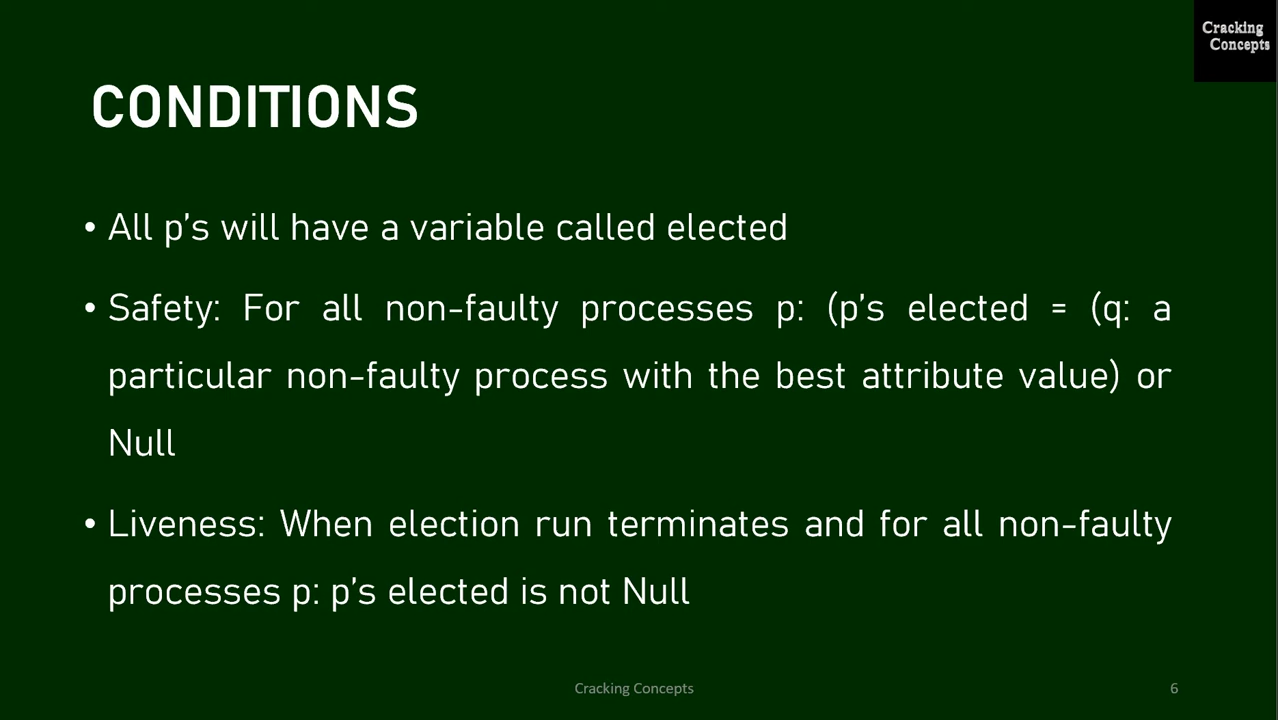 Cracking
Concepts
CONDITIONS
• All p’s will have a variable called elected
• Safety: For all non-faulty processes p: (p’s elected = (q: a
particular non-faulty process with the best attribute value) or
Null
• Liveness: When election run terminates and for all non-faulty
processes p: p’s elected is not Null
Cracking Concepts
6